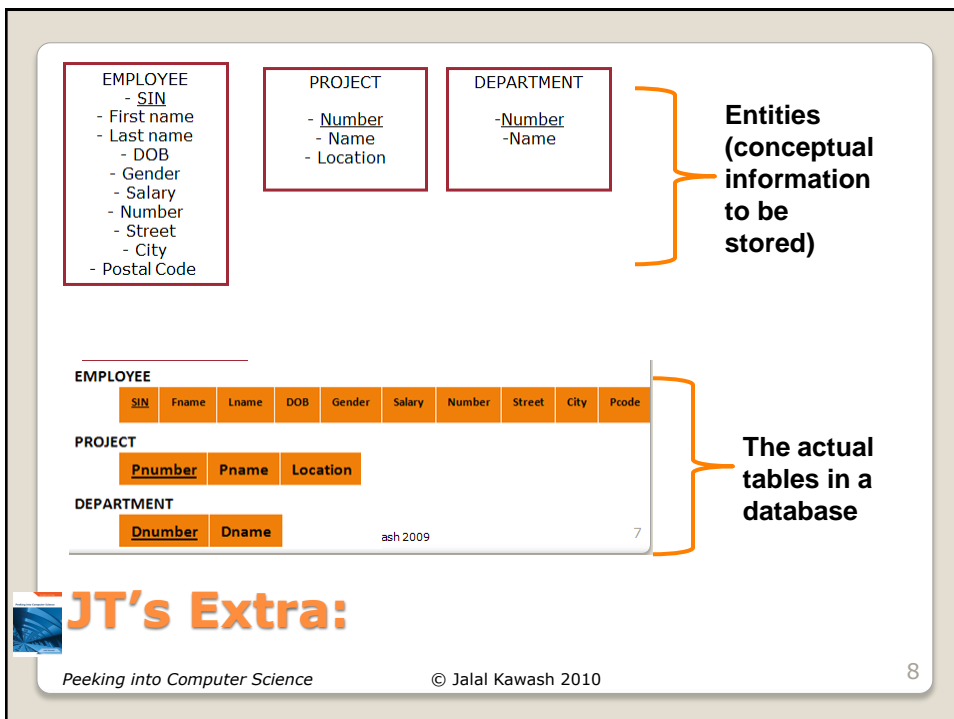 EMPLOYEE
- SIN
- First name
- Last name
- DOB
- Gender
- Salary
- Number
- Street
- City
- Postal Code
PROJECT
- Number
- Name
- Location
DEPARTMENT
-Number
-Name
Entities
(conceptual
information
to be
stored)
EMPLOYEE
SIN Fname Lname DOB Gender Salary Number Street City Pcode
PROJECT
Pnumber Pname Location
DEPARTMENT
Dnumber Dname
ash 2009 7
The actual
tables in a
database
JT’s Extra:
Peeking into Computer Science © Jalal Kawash 2010 8